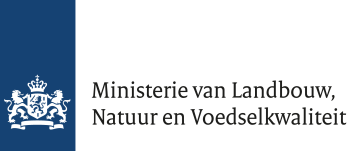 Ministerie van Landbouw,
Natuur en Voedselkwaliteit